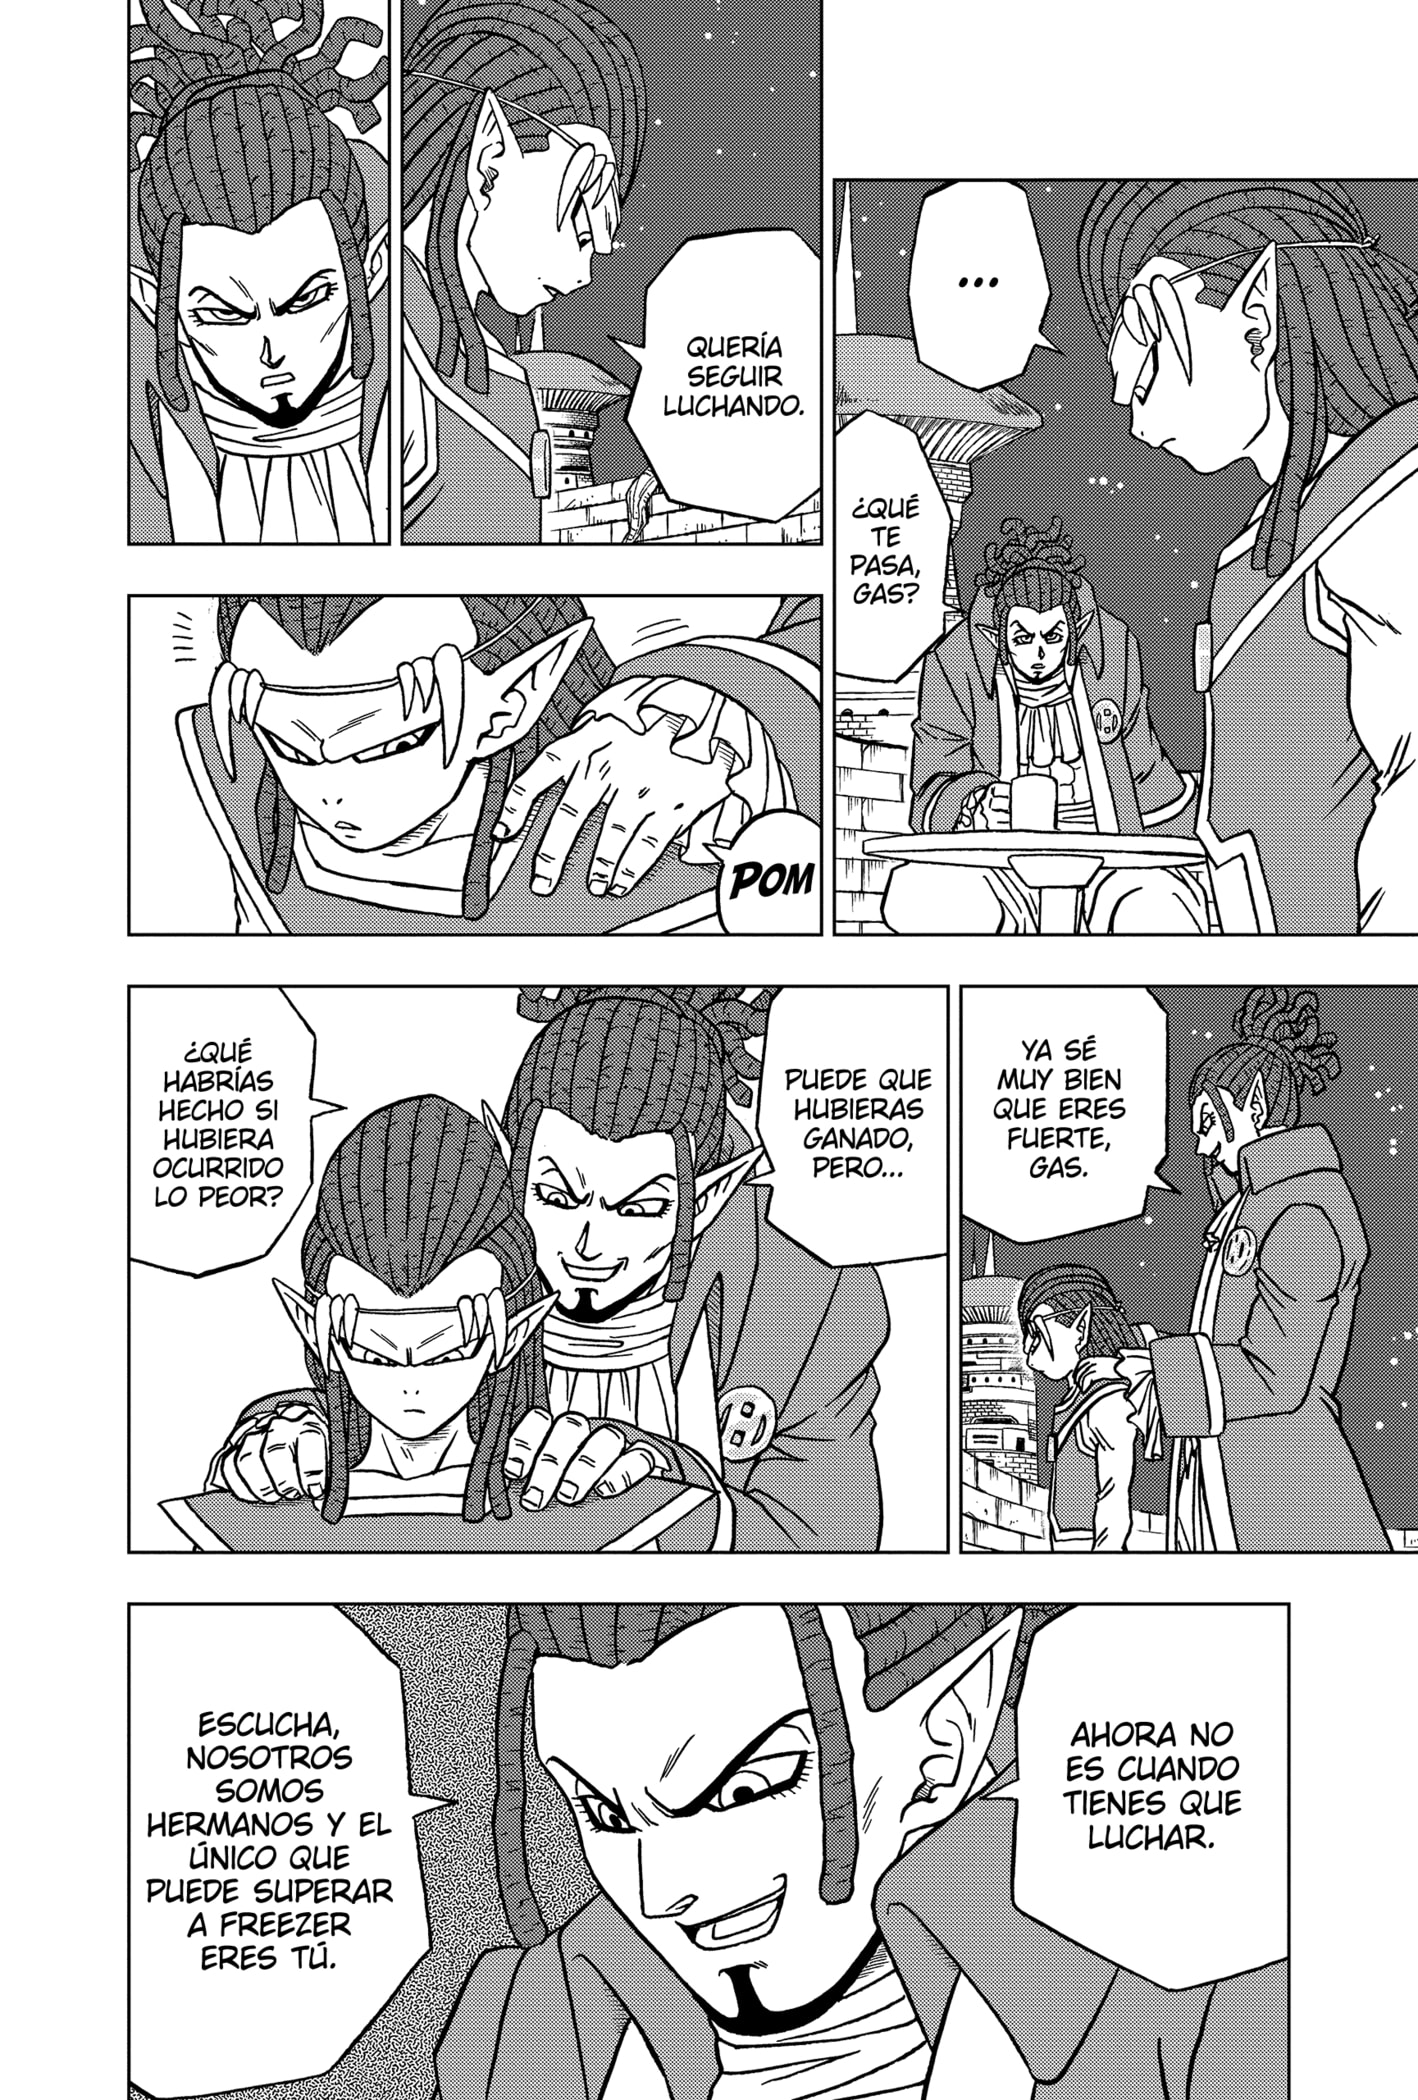 ...
¿QUÉ
TE
PASA,
GAS?
QUERÍA
SEGUIR
LUCHANDO.
POM
YA SÉ
MUY BIEN
QUE ERES
FUERTE,
GAS.
PUEDE QUE
HUBIERAS
GANADO,
PERO...
¿QUÉ
HABRÍAS
HECHO SI
HUBIERA
OCURRIDO
LO PEOR?
AHORA NO
ES CUANDO
TIENES QUE
LUCHAR.
ESCUCHA,
NOSOTROS
SOMOS
HERMANOS Y EL
ÚNICO QUE
PUEDE SUPERAR
A FREEZER
ERES TÚ.